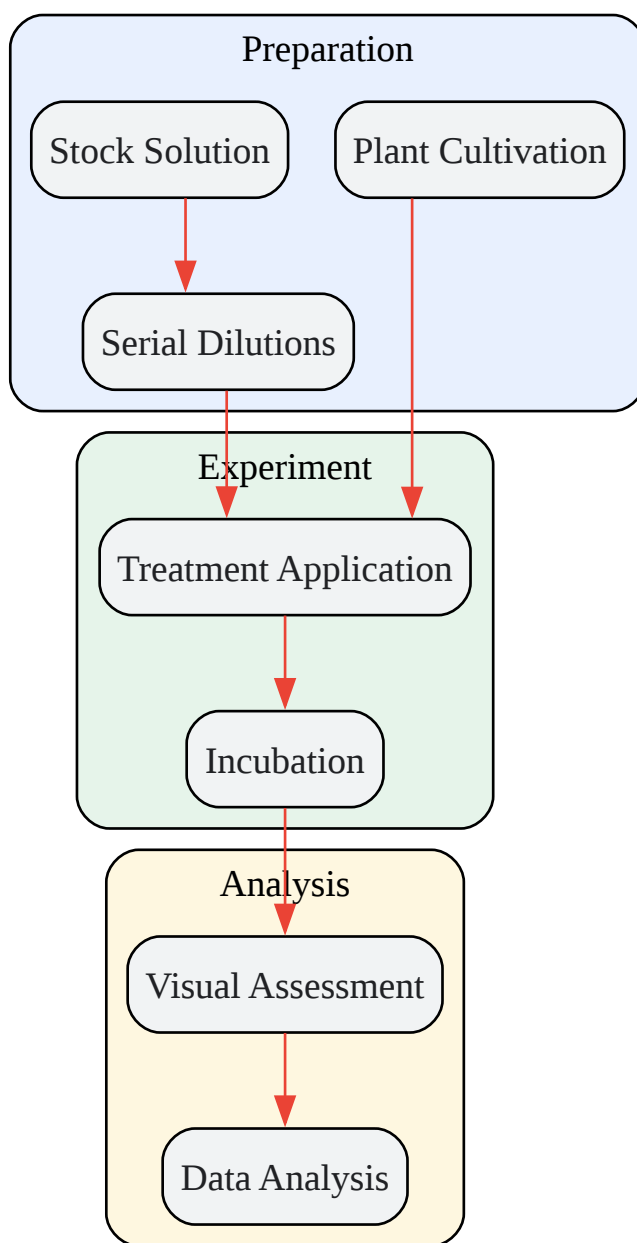 Preparation
Stock Solution
Plant Cultivation
Serial Dilutions
Experiment
Treatment Application
Incubation
Analysis
Visual Assessment
Data Analysis